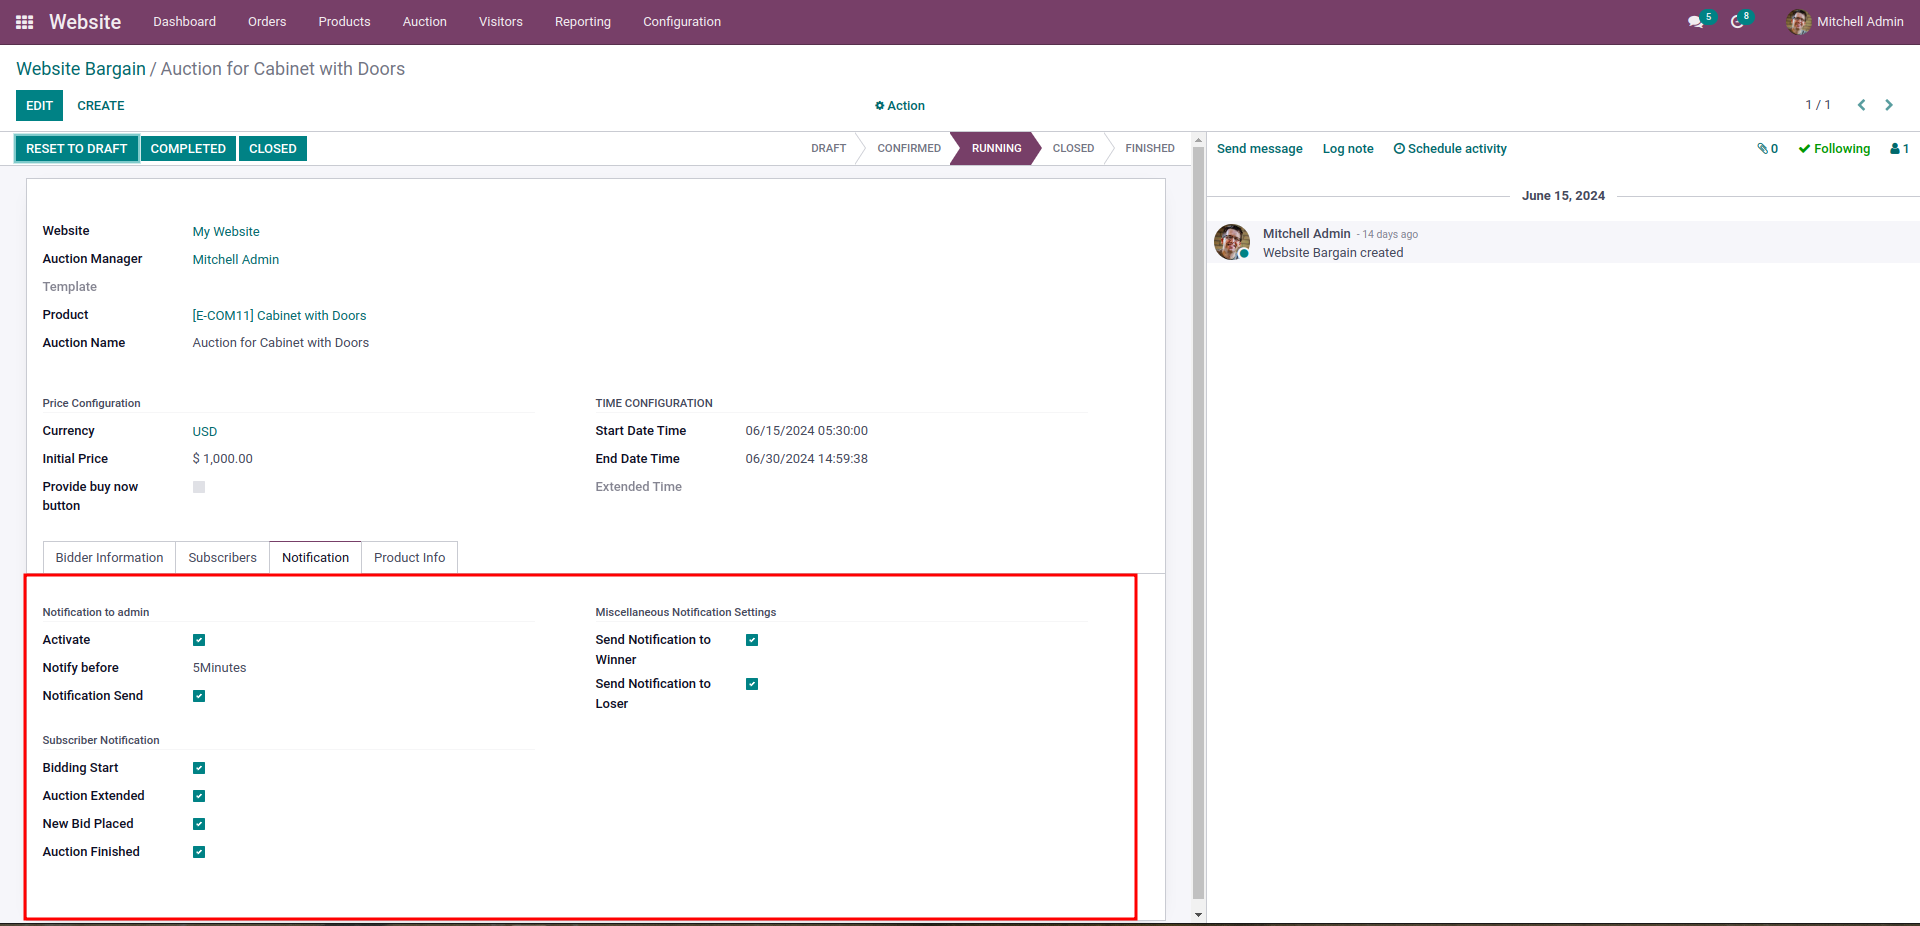 Website Dashboard Orders Products Auction Visitors Reporting Configuration 5 8 Mitchell Admin
Website Bargain / Auction for Cabinet with Doors
EDIT CREATE Action 1 / 1
RESET TO DRAFT COMPLETED CLOSED DRAFT CONFIRMED RUNNING CLOSED FINISHED
Send message Log note Schedule activity 0 Following 1
June 15, 2024
Mitchell Admin - 14 days ago
Website Bargain created
Website My Website
Auction Manager Mitchell Admin
Template
Product [E-COM11] Cabinet with Doors
Auction Name Auction for Cabinet with Doors
Price Configuration
Currency USD
Initial Price $ 1,000.00
Provide buy now
button
TIME CONFIGURATION
Start Date Time 06/15/2024 05:30:00
End Date Time 06/30/2024 14:59:38
Extended Time
Bidder Information Subscribers Notification Product Info
Notification to admin
Activate
Notify before 5Minutes
Notification Send
Subscriber Notification
Bidding Start
Auction Extended
New Bid Placed
Auction Finished
Miscellaneous Notification Settings
Send Notification to
Winner
Send Notification to
Loser